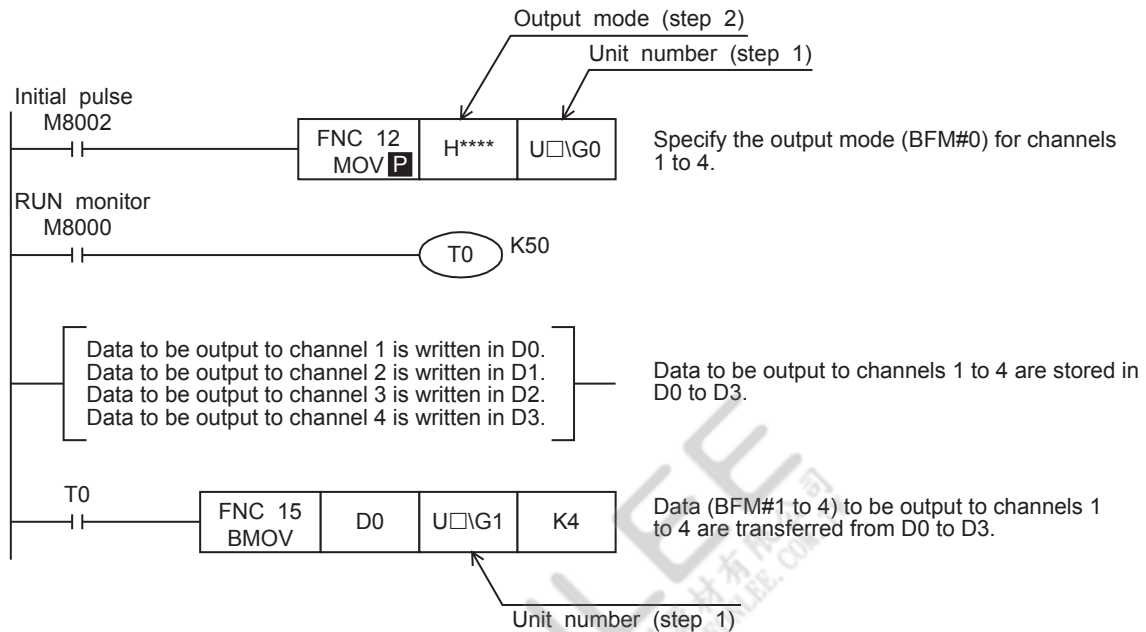 Output mode (step 2)
Unit number (step 1)
Initial pulse
M8002
FNC 12
MOV P
H****
U□\G0
Specify the output mode (BFM#0) for channels
1 to 4.
RUN monitor
M8000
T0
K50
Data to be output to channel 1 is written in D0.
Data to be output to channel 2 is written in D1.
Data to be output to channel 3 is written in D2.
Data to be output to channel 4 is written in D3.
Data to be output to channels 1 to 4 are stored in
D0 to D3.
T0
FNC 15
BMOV
D0
U□\G1
K4
Data (BFM#1 to 4) to be output to channels 1
to 4 are transferred from D0 to D3.
Unit number (step 1)